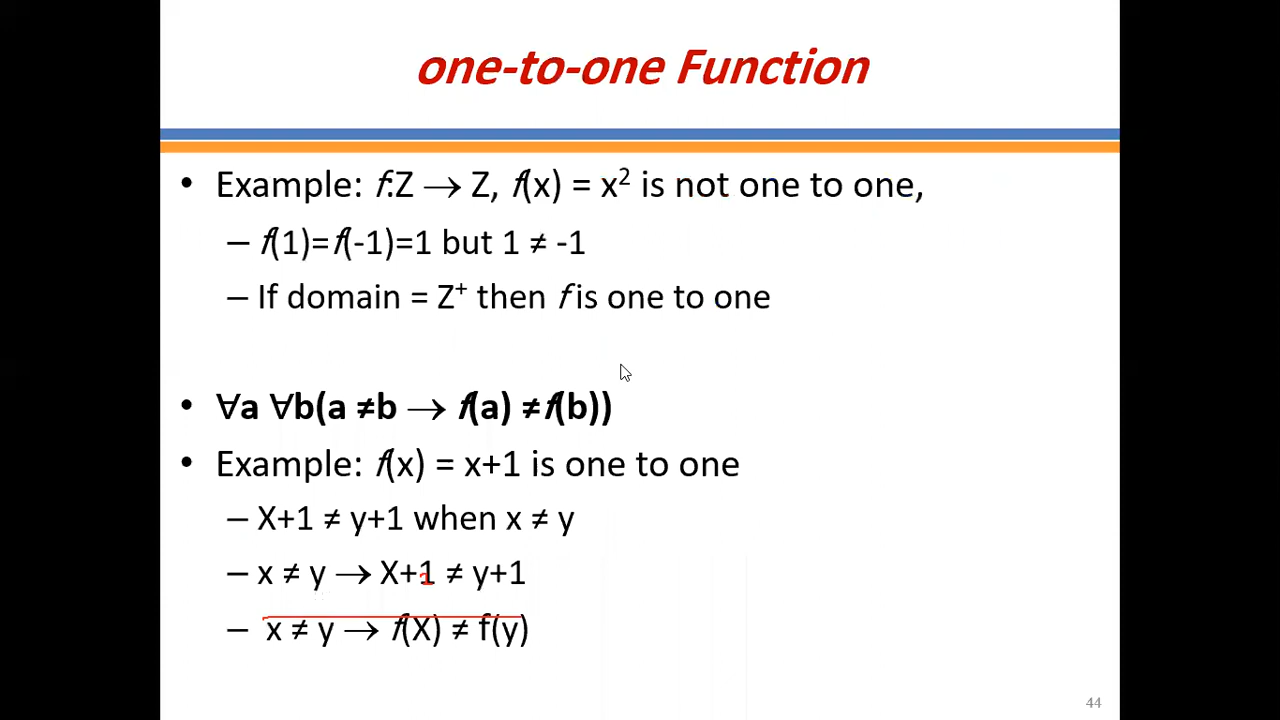 one-to-one Function
• Example: f:Z → Z, f(x) = x² is not one to one,
– f(1)=f(-1)=1 but 1 ≠ -1
– If domain = Z⁺ then f is one to one
• ∀a ∀b(a ≠b → f(a) ≠f(b))
• Example: f(x) = x+1 is one to one
– X+1 ≠ y+1 when x ≠ y
– x ≠ y → X+1 ≠ y+1
– x ≠ y → f(X) ≠ f(y)
44